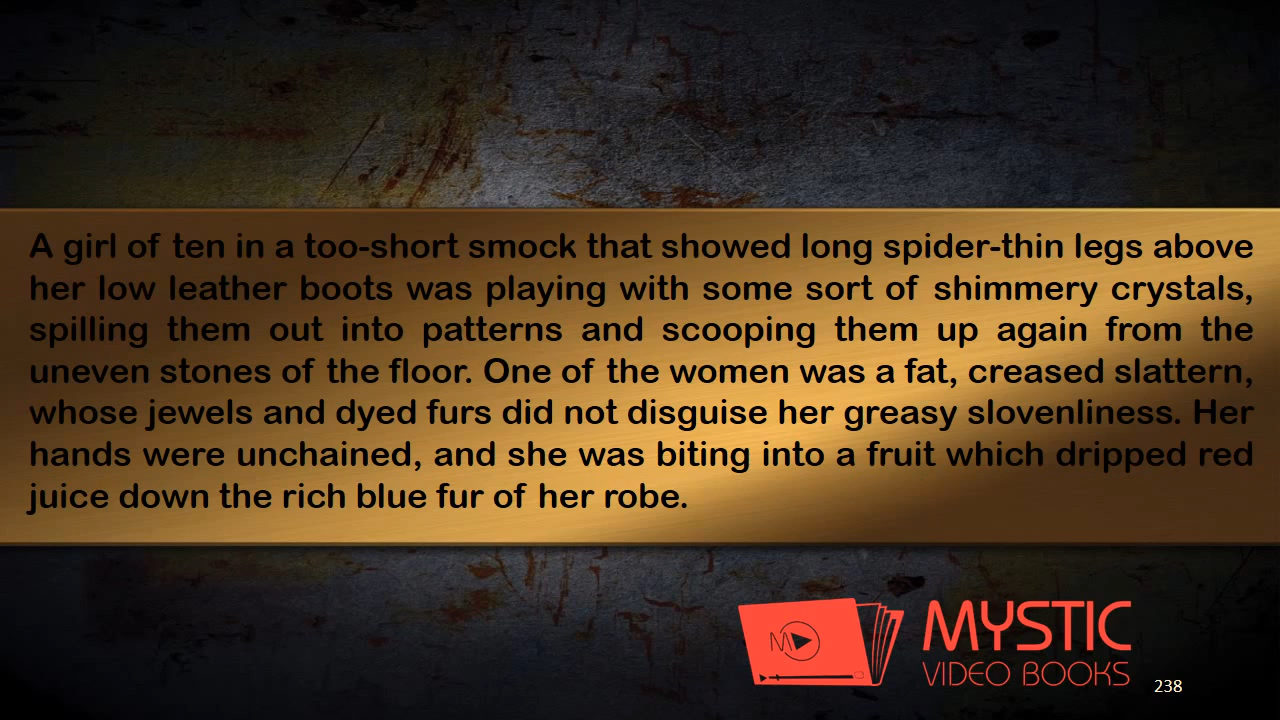 A girl of ten in a too-short smock that showed long spider-thin legs above
her low leather boots was playing with some sort of shimmery crystals,
spilling them out into patterns and scooping them up again from the
uneven stones of the floor. One of the women was a fat, creased slattern,
whose jewels and dyed furs did not disguise her greasy slovenliness. Her
hands were unchained, and she was biting into a fruit which dripped red
juice down the rich blue fur of her robe.
M
MYSTIC
VIDEO BOOKS
238